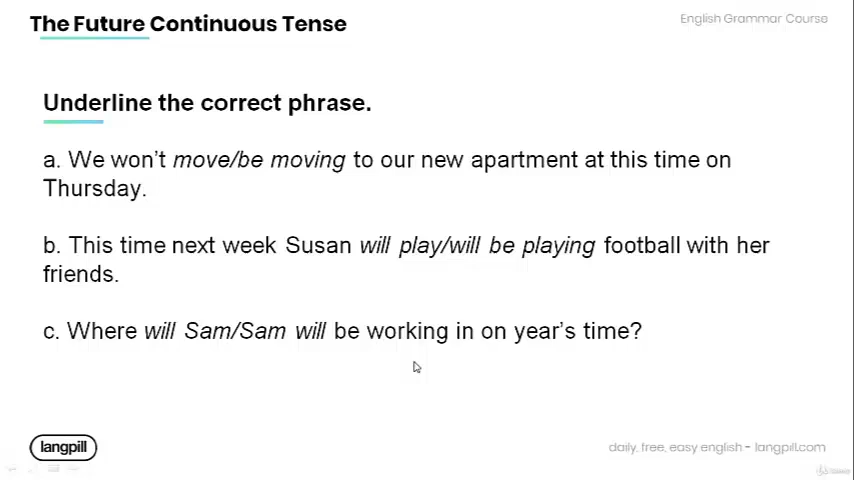 The Future Continuous Tense
English Grammar Course
Underline the correct phrase.
a. We won't move/be moving to our new apartment at this time on
Thursday.
b. This time next week Susan will play/will be playing football with her
friends.
c. Where will Sam/Sam will be working in on year's time?
langpill
daily, free, easy english - langpill.com
Udemy